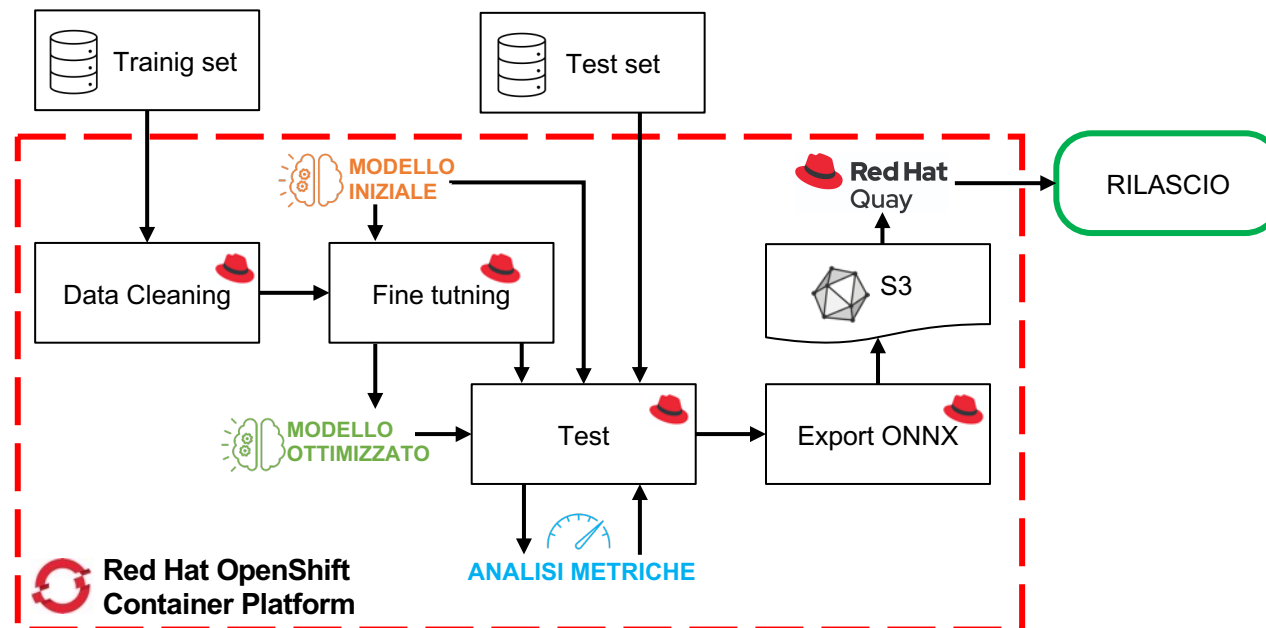 Trainig set
Test set
MODELLO
INIZIALE
Red Hat
Quay
RILASCIO
Data Cleaning
Fine tutning
S3
MODELLO
OTTIMIZZATO
Test
Export ONNX
ANALISI METRICHE
Red Hat OpenShift
Container Platform